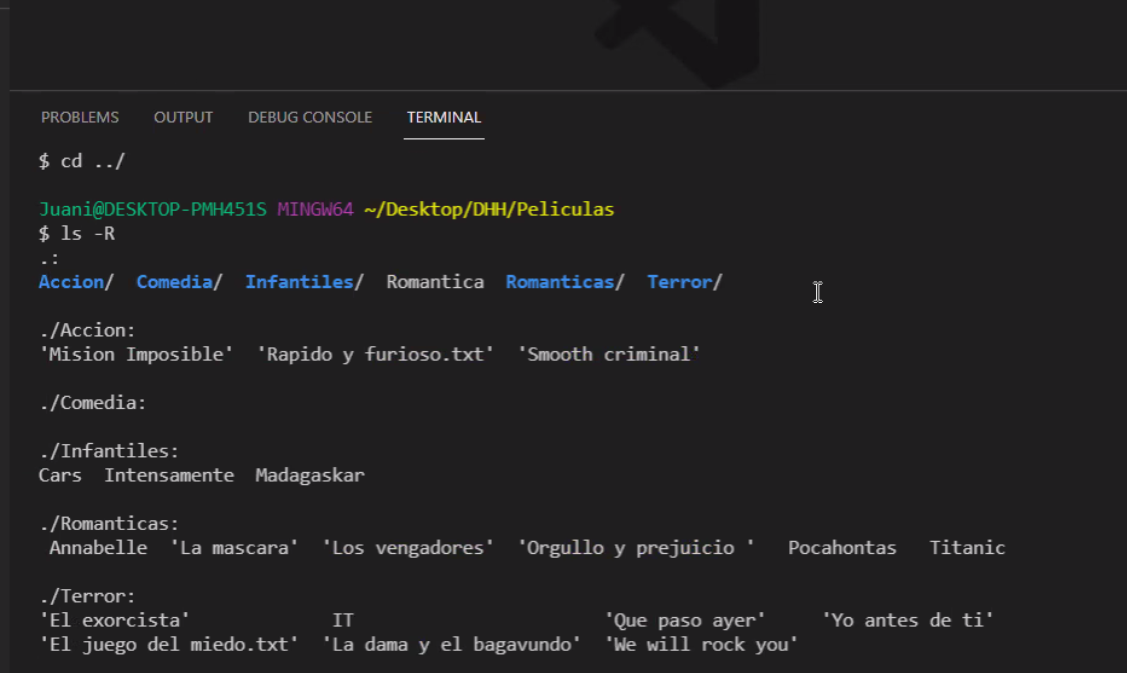 PROBLEMS OUTPUT DEBUG CONSOLE TERMINAL
$ cd ../
Juani@DESKTOP-PMH451S MINGW64 ~/Desktop/DHH/Peliculas
$ ls -R
.:
Accion/ Comedia/ Infantiles/ Romantica Romanticas/ Terror/
./Accion:
'Mision Imposible' 'Rapido y furioso.txt' 'Smooth criminal'
./Comedia:
./Infantiles:
Cars Intensamente Madagaskar
./Romanticas:
Annabelle 'La mascara' 'Los vengadores' 'Orgullo y prejuicio ' Pocahontas Titanic
./Terror:
'El exorcista' IT 'Que paso ayer' 'Yo antes de ti'
'El juego del miedo.txt' 'La dama y el bagavundo' 'We will rock you'